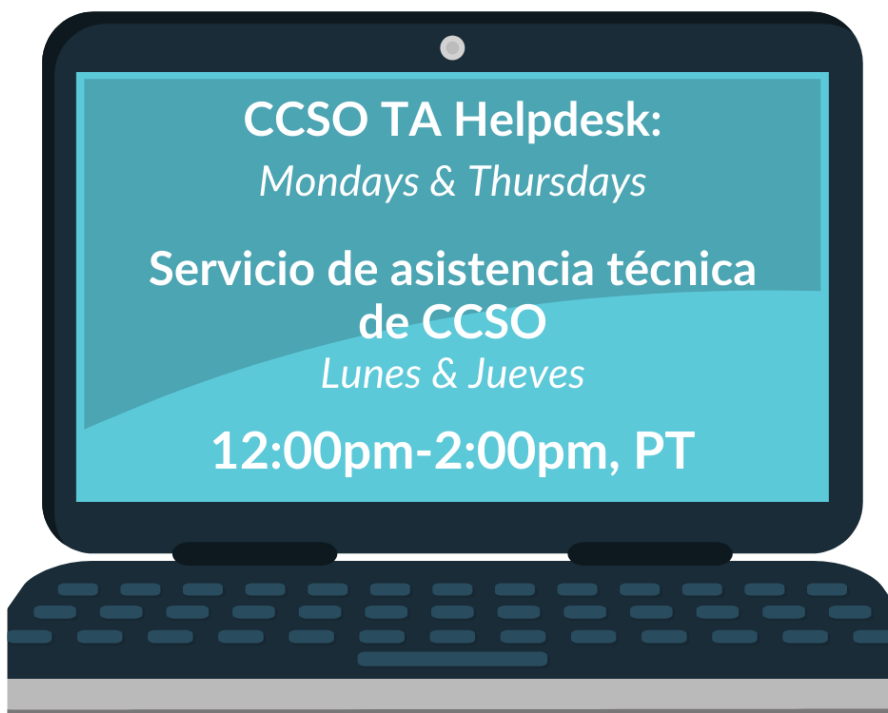 CCSO TA Helpdesk:
Mondays & Thursdays
Servicio de asistencia técnica
de CCSO
Lunes & Jueves
12:00pm-2:00pm, PT